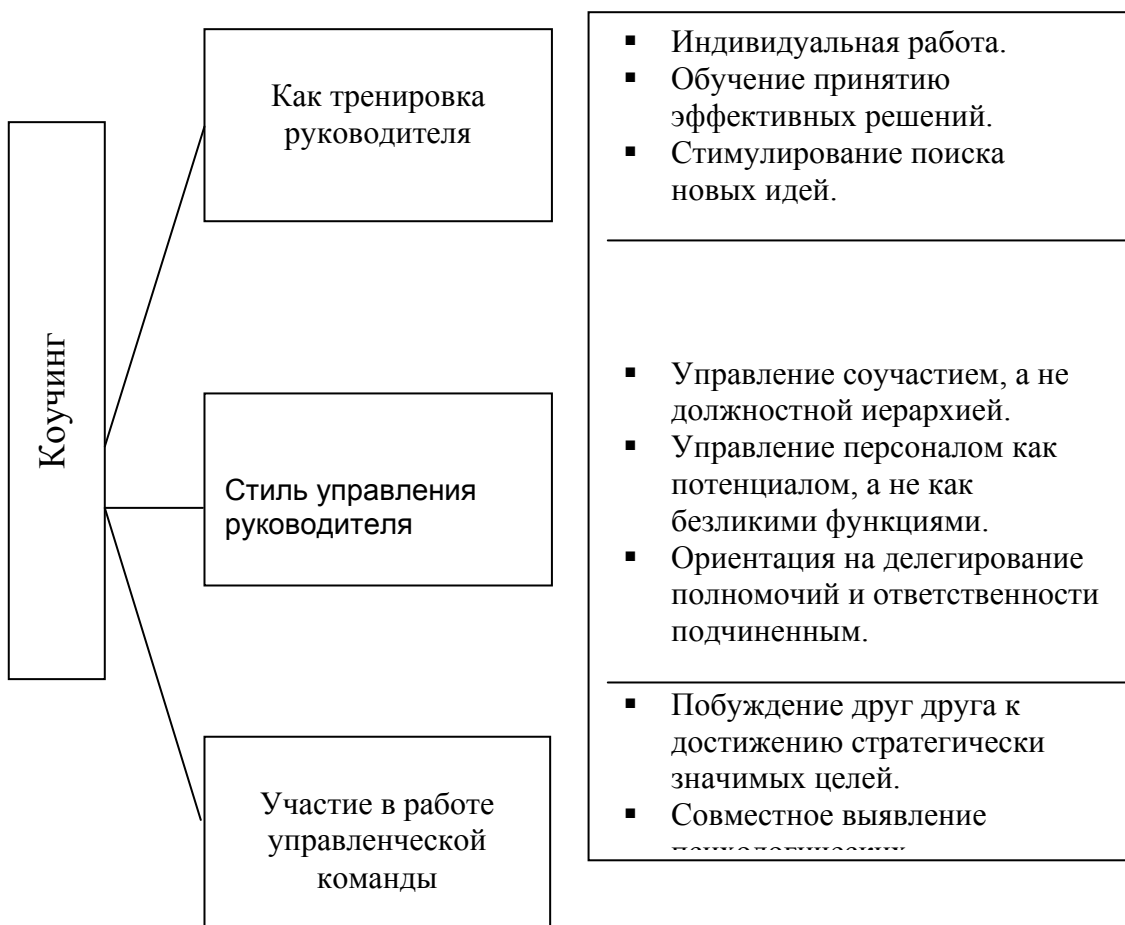 Коучинг
Как тренировка
руководителя
▪ Индивидуальная работа.
▪ Обучение принятию
эффективных решений.
▪ Стимулирование поиска
новых идей.
Стиль управления
руководителя
▪ Управление соучастием, а не
должностной иерархией.
▪ Управление персоналом как
потенциалом, а не как
безликими функциями.
▪ Ориентация на делегирование
полномочий и ответственности
подчиненным.
Участие в работе
управленческой
команды
▪ Побуждение друг друга к
достижению стратегически
значимых целей.
▪ Совместное выявление